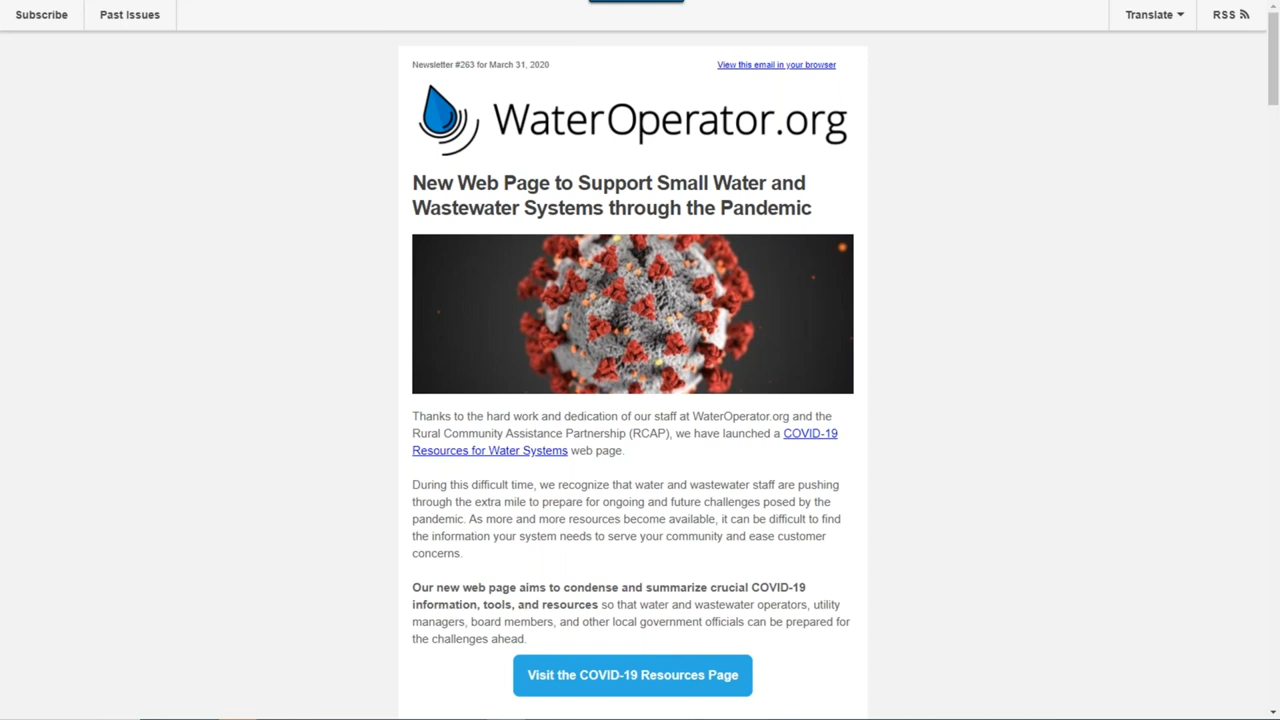 Subscribe
Past Issues
Translate
RSS
Newsletter #263 for March 31, 2020
View this email in your browser
WaterOperator.org
New Web Page to Support Small Water and
Wastewater Systems through the Pandemic
Thanks to the hard work and dedication of our staff at WaterOperator.org and the
Rural Community Assistance Partnership (RCAP), we have launched a COVID-19
Resources for Water Systems web page.
During this difficult time, we recognize that water and wastewater staff are pushing
through the extra mile to prepare for ongoing and future challenges posed by the
pandemic. As more and more resources become available, it can be difficult to find
the information your system needs to serve your community and ease customer
concerns.
Our new web page aims to condense and summarize crucial COVID-19
information, tools, and resources so that water and wastewater operators, utility
managers, board members, and other local government officials can be prepared for
the challenges ahead.
Visit the COVID-19 Resources Page